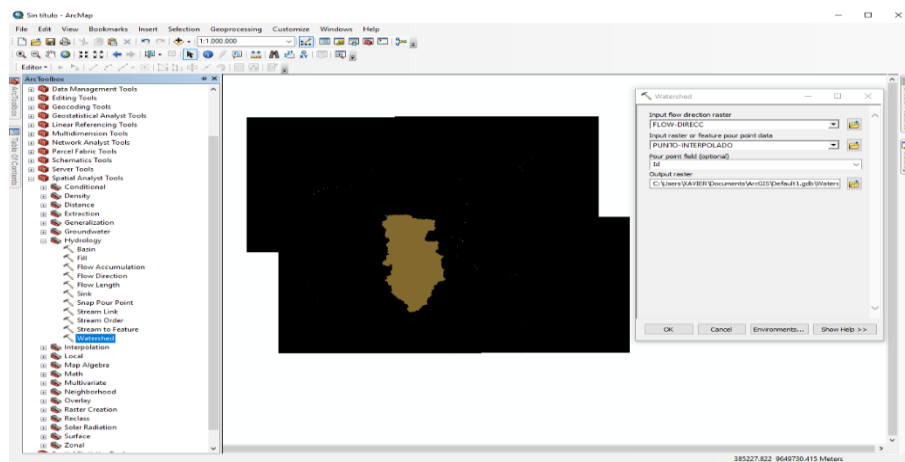 Sin título - ArcMap
File Edit View Bookmarks Insert Selection Geoprocessing Customize Windows Help
1:1,000,000
Editor
ArcToolbox
Data Management Tools
Editing Tools
Geocoding Tools
Geostatistical Analyst Tools
Linear Referencing Tools
Multidimension Tools
Network Analyst Tools
Parcel Fabric Tools
Schematics Tools
Server Tools
Spatial Analyst Tools
Conditional
Density
Distance
Extraction
Generalization
Groundwater
Hydrology
Basin
Fill
Flow Accumulation
Flow Direction
Flow Length
Sink
Snap Pour Point
Stream Link
Stream Order
Stream to Feature
Watershed
Interpolation
Local
Map Algebra
Math
Multivariate
Neighborhood
Overlay
Raster Creation
Reclass
Solar Radiation
Surface
Zonal
ArcToolbox
Table Of Contents
Watershed
Input flow direction raster
FLOW-DIRECC
Input raster or feature pour point data
PUNTO-INTERPOLADO
Pour point field (optional)
Id
Output raster
C:\Users\XAVIER\Documents\ArcGIS\Default1.gdb\Waters
OK Cancel Environments... Show Help >>
385227.822 9649730.415 Meters